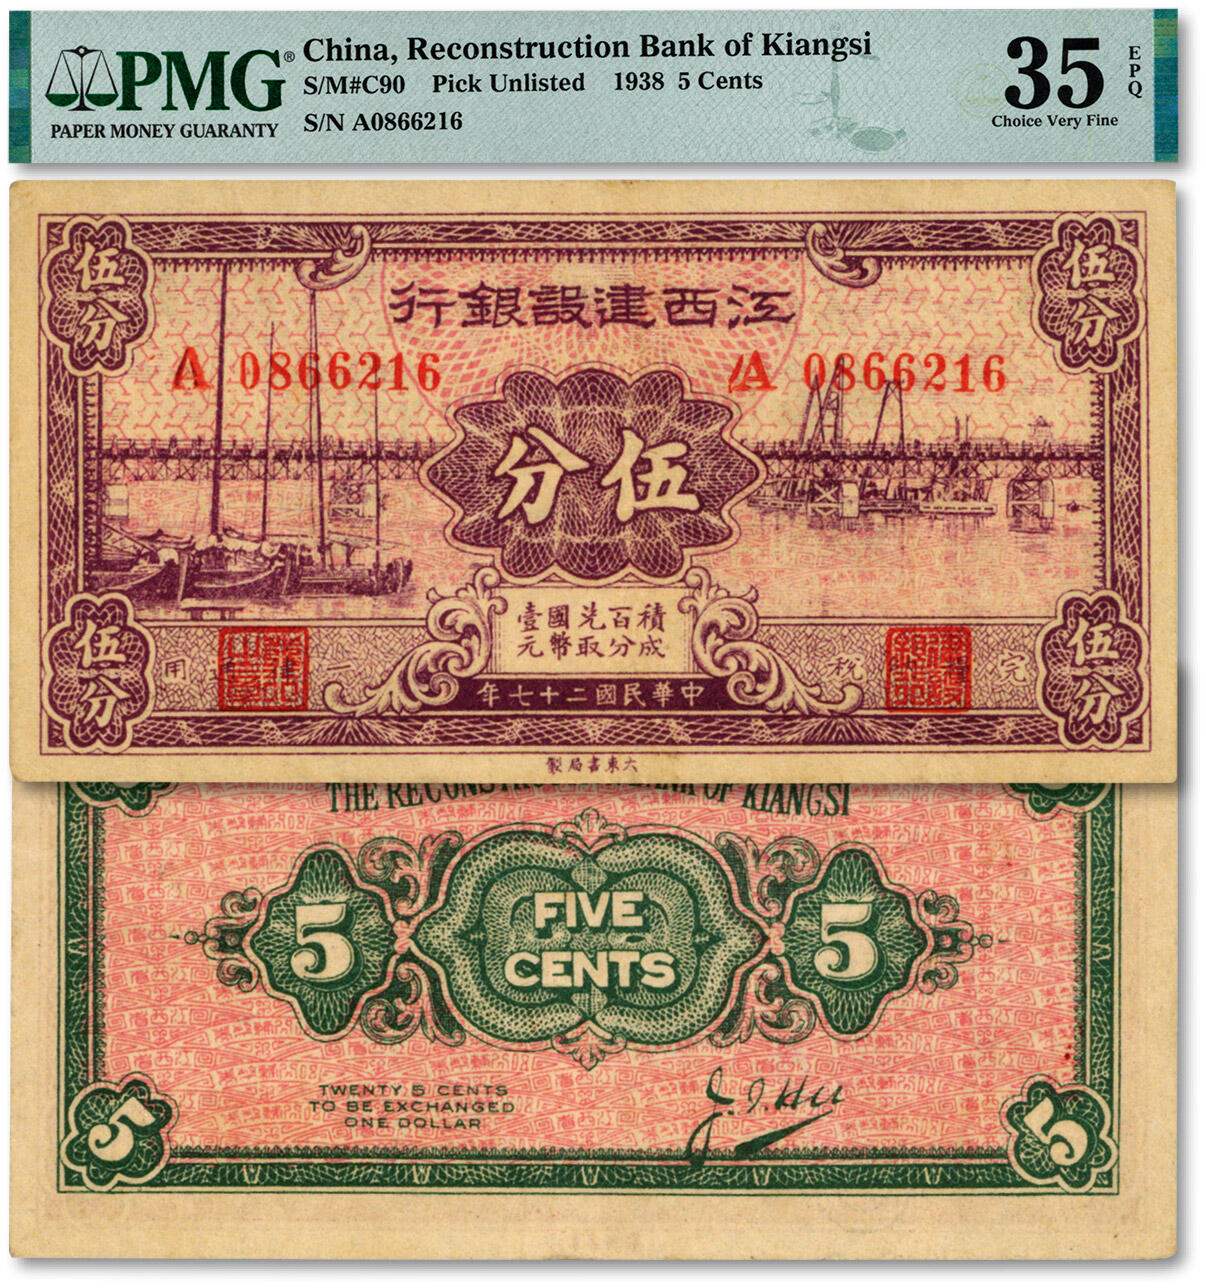 PMG®
PAPER MONEY GUARANTY
China, Reconstruction Bank of Kiangsi
S/M#C90 Pick Unlisted 1938 5 Cents
S/N A0866216
35
EPQ
Choice Very Fine
伍分
伍分
江西建設銀行
A 0866216
A 0866216
伍分
積百兌國壹
成分取幣元
完
稅
一
用
伍分
伍分
中華民國二十七年
大東書局製
THE RECONSTR ANK OF KIANGSI
5
FIVE
CENTS
5
TWENTY 5 CENTS
TO BE EXCHANGED
ONE DOLLAR
5
5